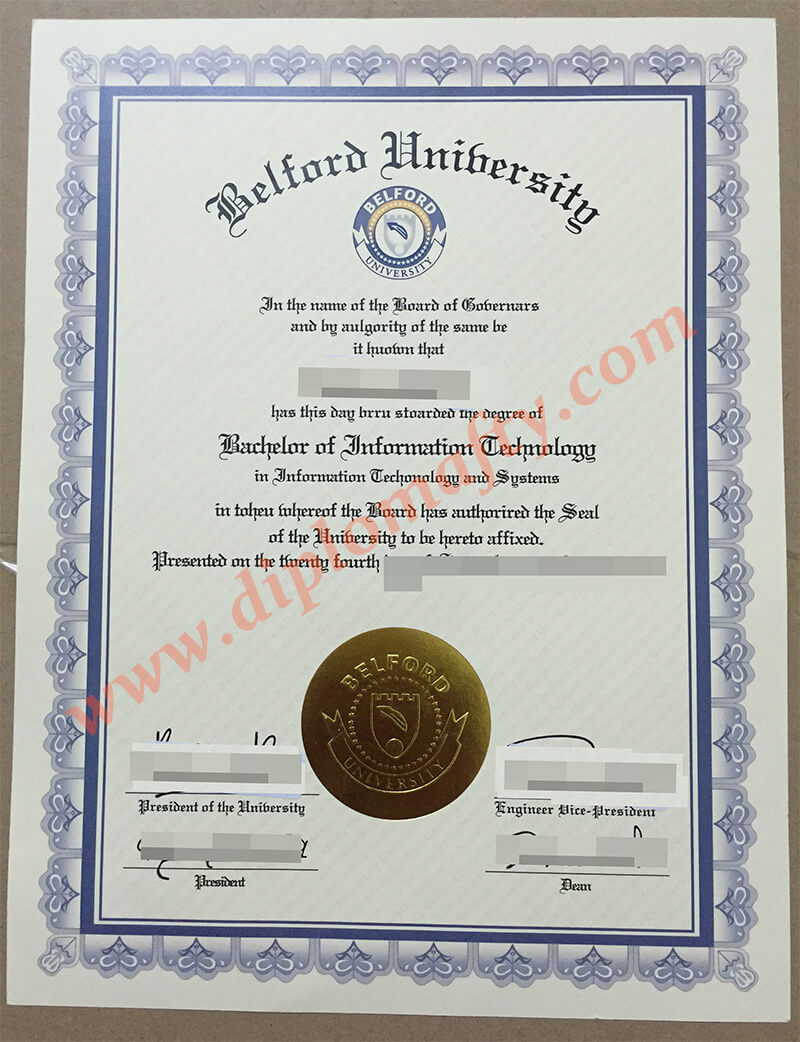 Belford University
BELFORD
UNIVERSITY
In the name of the Board of Governars
and by aulgority of the same be
it huown that
has this day brru stoarded the degree of
Bachelor of Information Technology
in Information Techonology and Systems
in toheu whereof the Board has authorired the Seal
of the University to be hereto affixed.
Presented on the twenty fourth
www.diplomafty.com
BELFORD
UNIVERSITY
President of the University
Engineer Vice-President
President
Dean